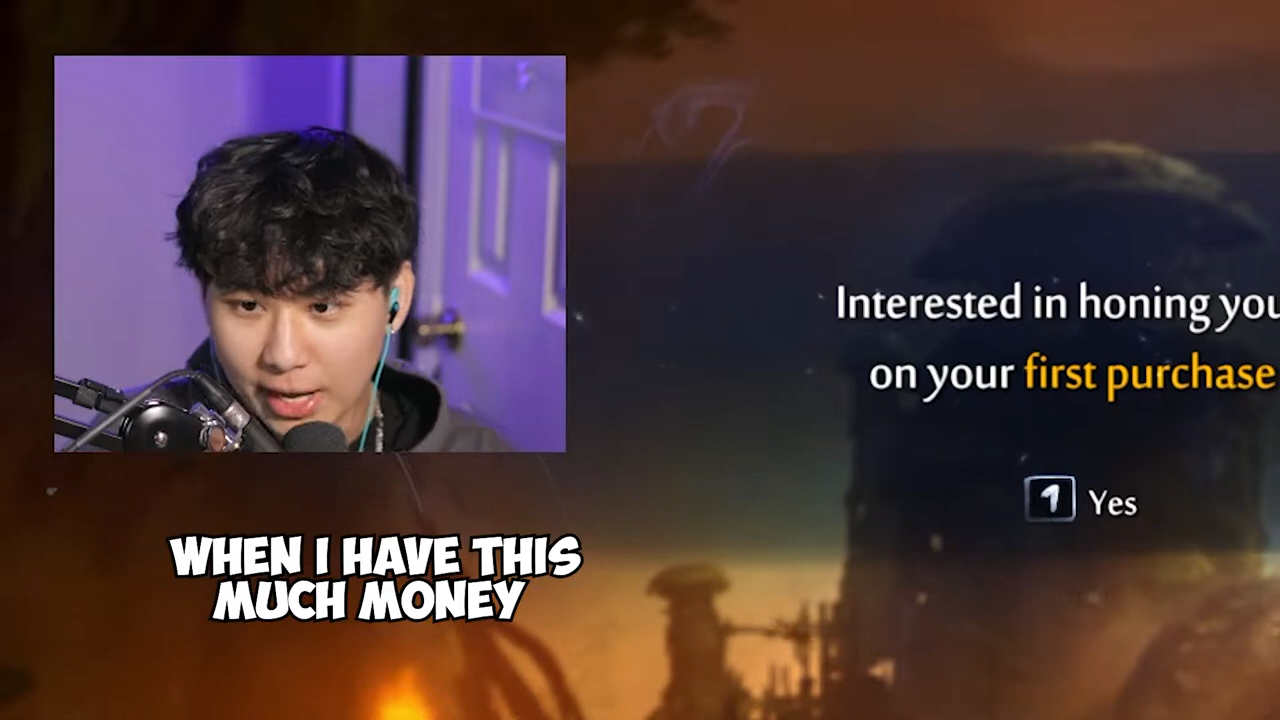 Interested in honing you
on your first purchase
1 Yes
WHEN I HAVE THIS
MUCH MONEY